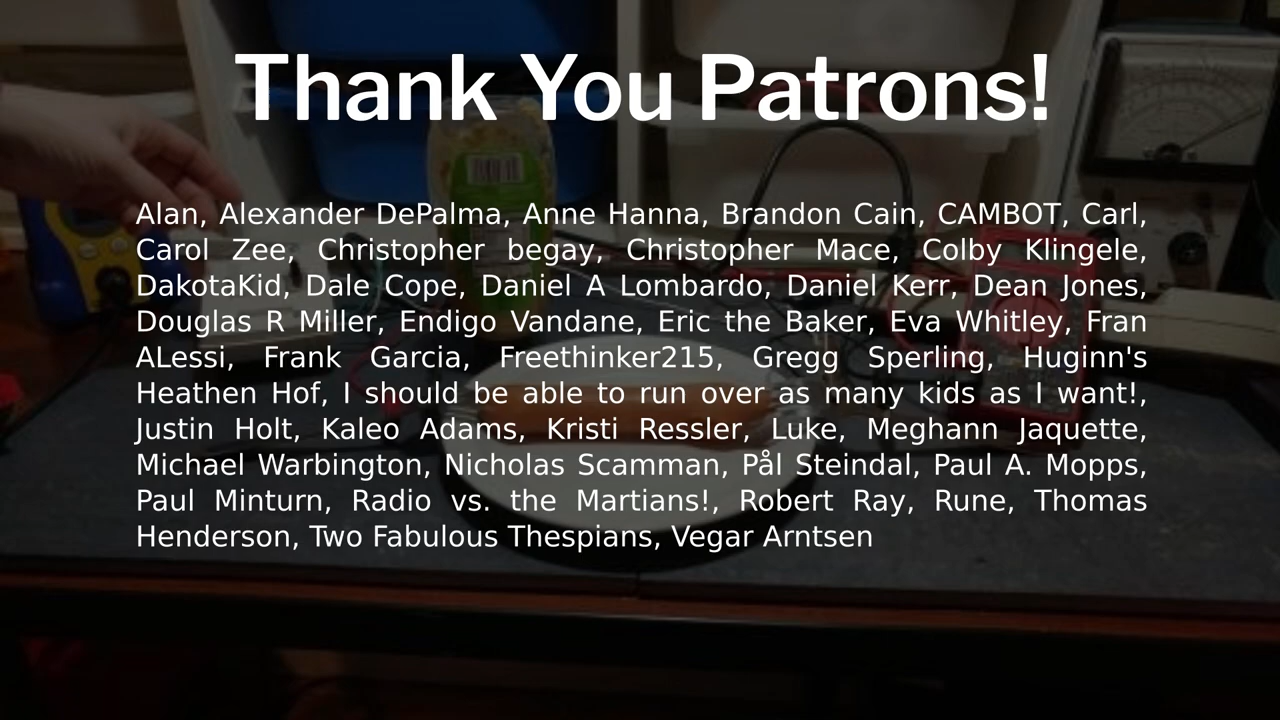 Thank You Patrons!
Alan, Alexander DePalma, Anne Hanna, Brandon Cain, CAMBOT, Carl,
Carol Zee, Christopher begay, Christopher Mace, Colby Klingele,
DakotaKid, Dale Cope, Daniel A Lombardo, Daniel Kerr, Dean Jones,
Douglas R Miller, Endigo Vandane, Eric the Baker, Eva Whitley, Fran
ALessi, Frank Garcia, Freethinker215, Gregg Sperling, Huginn's
Heathen Hof, I should be able to run over as many kids as I want!,
Justin Holt, Kaleo Adams, Kristi Ressler, Luke, Meghann Jaquette,
Michael Warbington, Nicholas Scamman, Pål Steindal, Paul A. Mopps,
Paul Minturn, Radio vs. the Martians!, Robert Ray, Rune, Thomas
Henderson, Two Fabulous Thespians, Vegar Arntsen